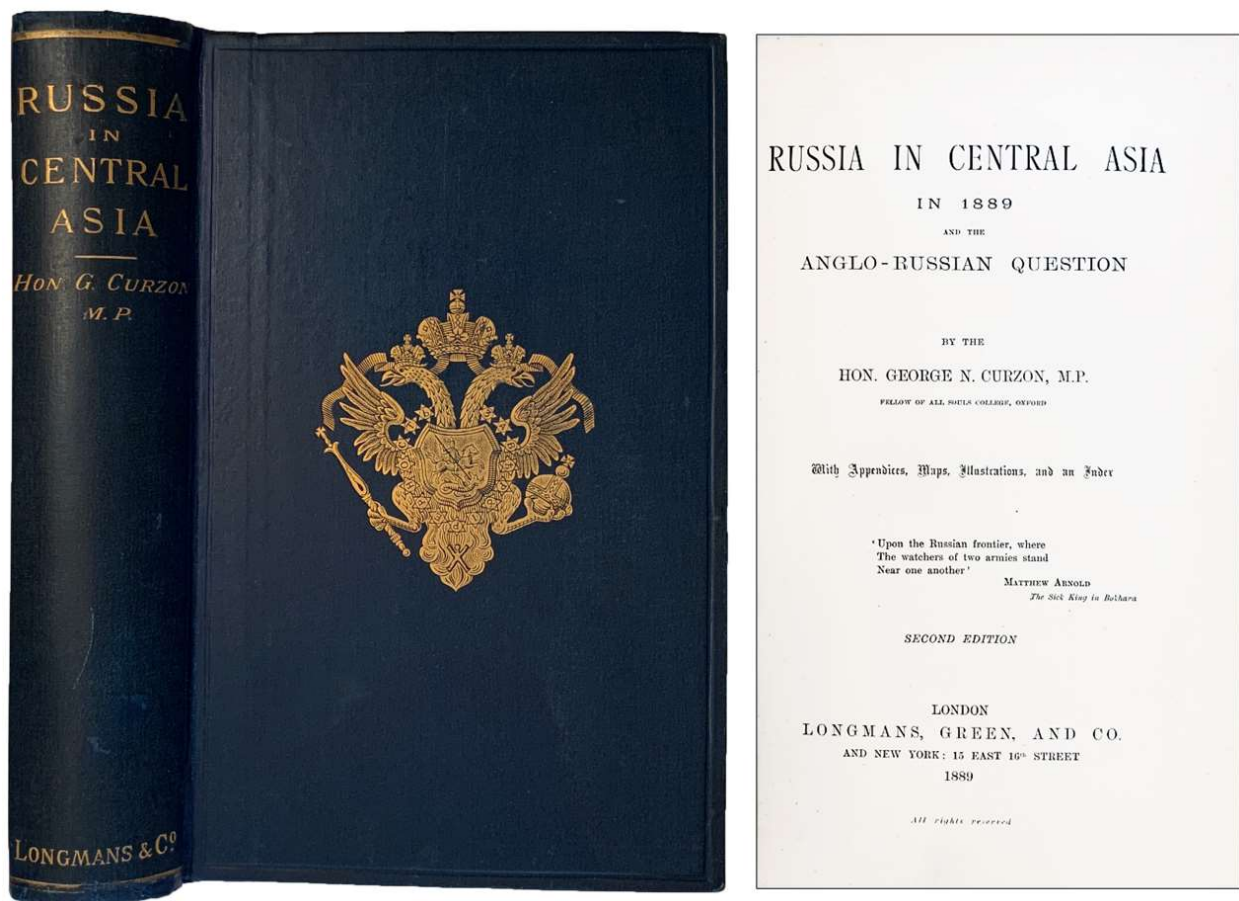 RUSSIA
IN
CENTRAL
ASIA
HON G. CURZON
M.P.
LONGMANS & Cº
RUSSIA IN CENTRAL ASIA
IN 1889
AND THE
ANGLO-RUSSIAN QUESTION
BY THE
HON. GEORGE N. CURZON, M.P.
FELLOW OF ALL SOULS COLLEGE, OXFORD
With Appendices, Maps, Illustrations, and an Index
‘Upon the Russian frontier, where
The watchers of two armies stand
Near one another’
MATTHEW ARNOLD
The Sick King in Bokhara
SECOND EDITION
LONDON
LONGMANS, GREEN, AND CO.
AND NEW YORK: 15 EAST 16th STREET
1889
All rights reserved